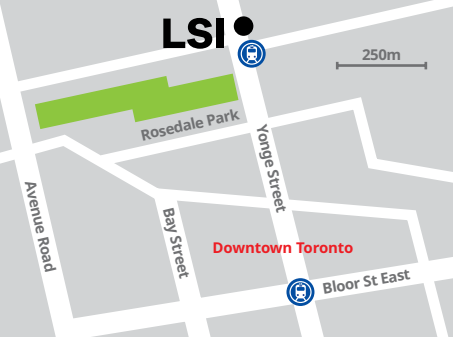 LSI
250m
Rosedale Park
Yonge Street
Avenue Road
Bay Street
Downtown Toronto
Bloor St East